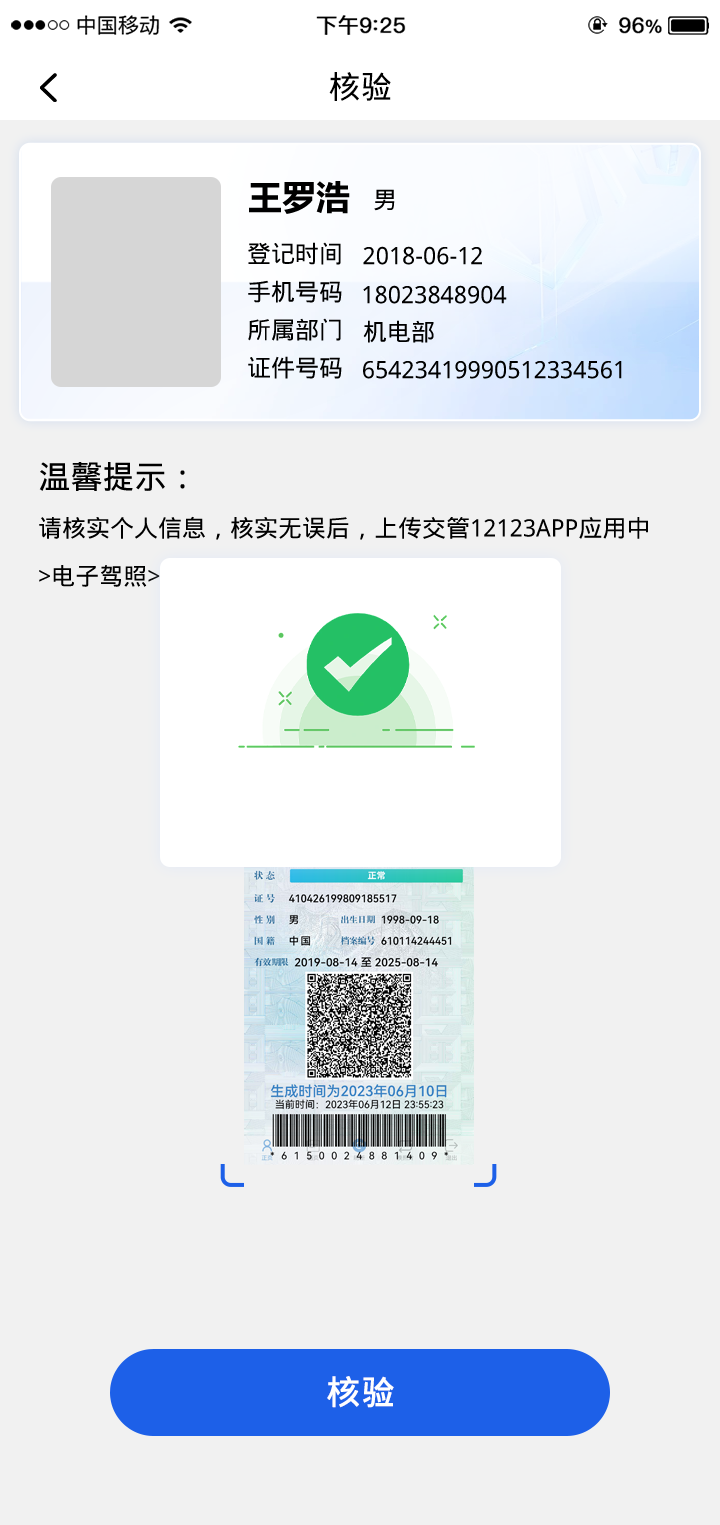 中国移动 下午9:25 96%
核验
王罗浩 男
登记时间 2018-06-12
手机号码 18023848904
所属部门 机电部
证件号码 65423419990512334561
温馨提示：
请核实个人信息，核实无误后，上传交管12123APP应用中
>电子驾照>
状态 正常
证号 410426199809185517
性别 男 出生日期 1998-09-18
国籍 中国 档案编号 610114244451
有效期限 2019-08-14 至 2025-08-14
生成时间为2023年06月10日
当前时间：2023年06月12日 23:55:23
*6150024881409*
核验